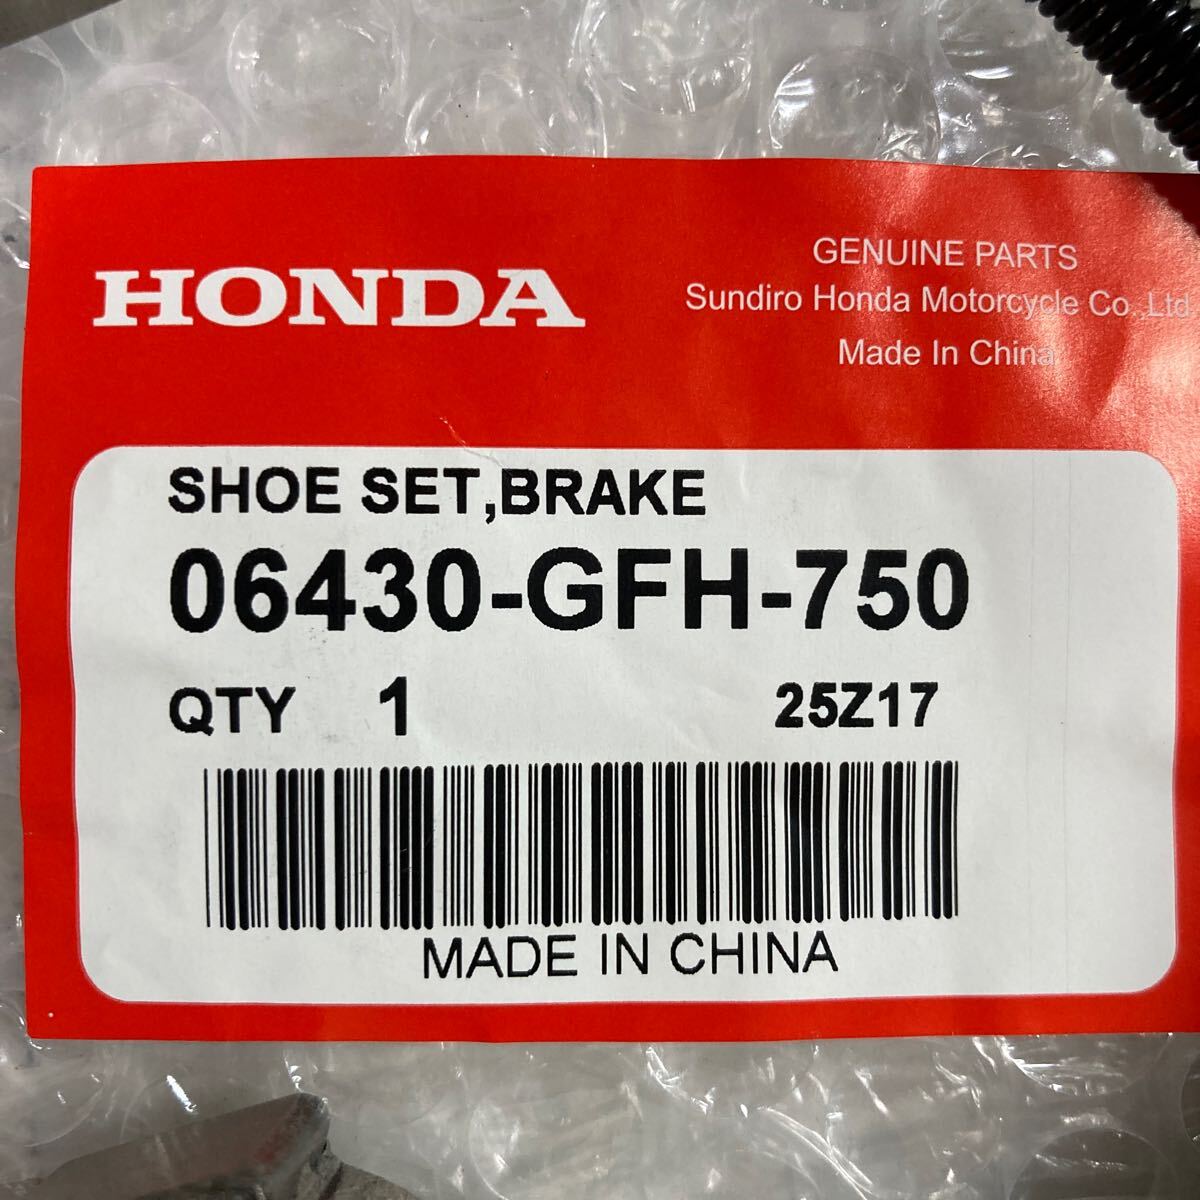 HONDA
GENUINE PARTS
Sundiro Honda Motorcycle Co.,Ltd
Made In China
SHOE SET,BRAKE
06430-GFH-750
QTY 1 25Z17
MADE IN CHINA